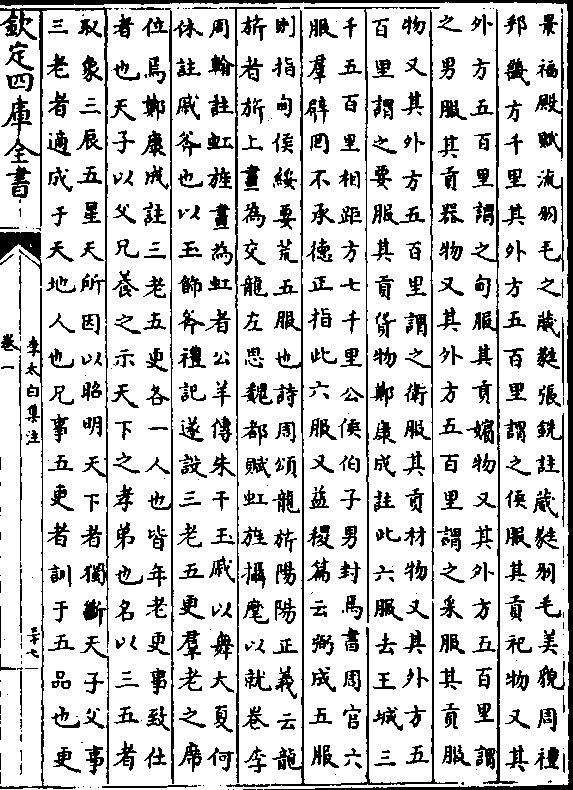 景福殿賦流羽毛之葳蕤張銑註葳蕤羽毛美貌周禮
邦畿方千里其外方五百里謂之侯服其貢祀物又其
外方五百里謂之甸服其貢嬪物又其外方五百里謂
之男服其貢器物又其外方五百里謂之采服其貢服
物又其外方五百里謂之衛服其貢材物又其外方五
百里謂之要服其貢貨物鄭康成註此六服去王城三
千五百里相距方七千里公侯伯子男封焉書周官六
服羣辟罔不承德正指此六服又益稷篇云弼成五服
則指甸侯綏要荒五服也詩周頌龍旂陽陽正義云龍
旂者旂上畫為交龍左思魏都賦虹旌攝麾以就卷李
周翰註虹旌畫為虹者公羊傳朱干玉戚以舞大夏何
休註戚斧也以玉飾斧禮記遂設三老五更羣老之席
位焉鄭康成註三老五更各一人也皆年老更事致仕
者也天子以父兄養之示天下之孝弟也名以三五者
取象三辰五星天所因以昭明天下者獨斷天子父事
三老者適成于天地人也兄事五更者訓于五品也更
欽定四庫全書
李太白集注
卷一